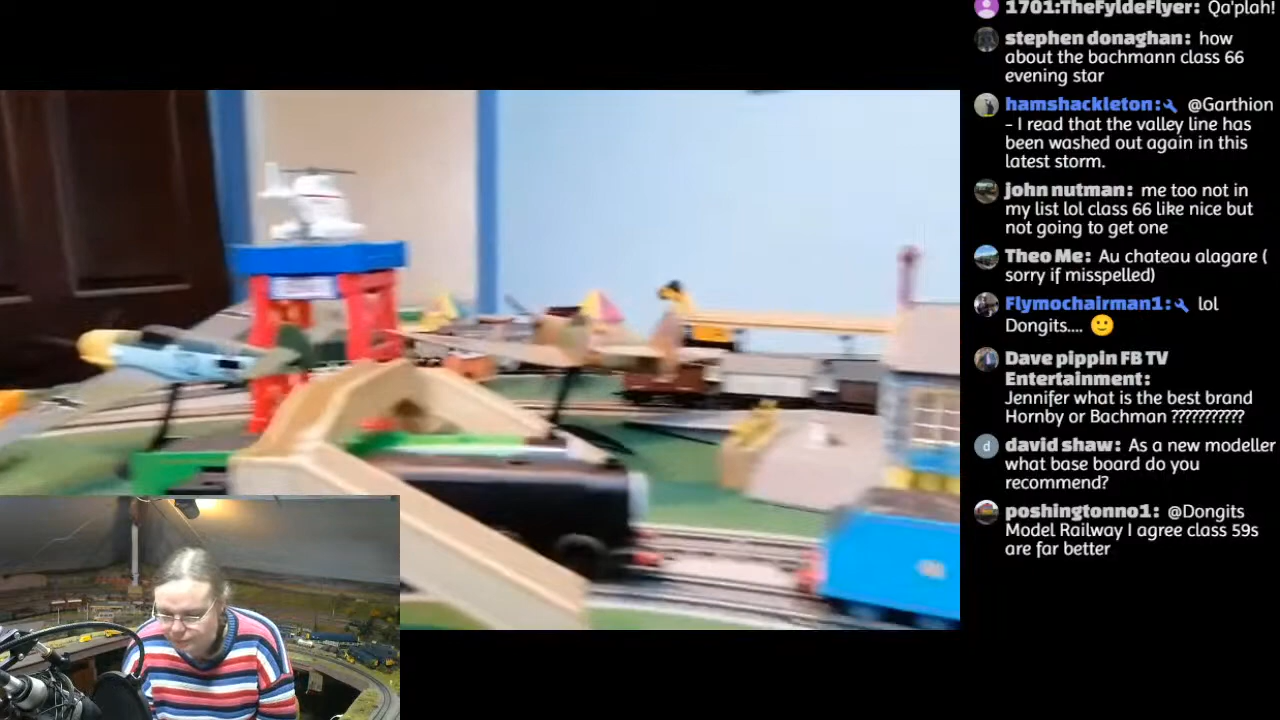 1701:TheFyldeFlyer: Qa'plah!
stephen donaghan: how
about the bachmann class 66
evening star
hamshackleton: @Garthion
- I read that the valley line has
been washed out again in this
latest storm.
john nutman: me too not in
my list lol class 66 like nice but
not going to get one
Theo Me: Au chateau alagare (
sorry if misspelled)
Flymochairman1: lol
Dongits.... 🙂
Dave pippin FB TV
Entertainment:
Jennifer what is the best brand
Hornby or Bachman ???????????
david shaw: As a new modeller
what base board do you
recommend?
poshingtonno1: @Dongits
Model Railway I agree class 59s
are far better